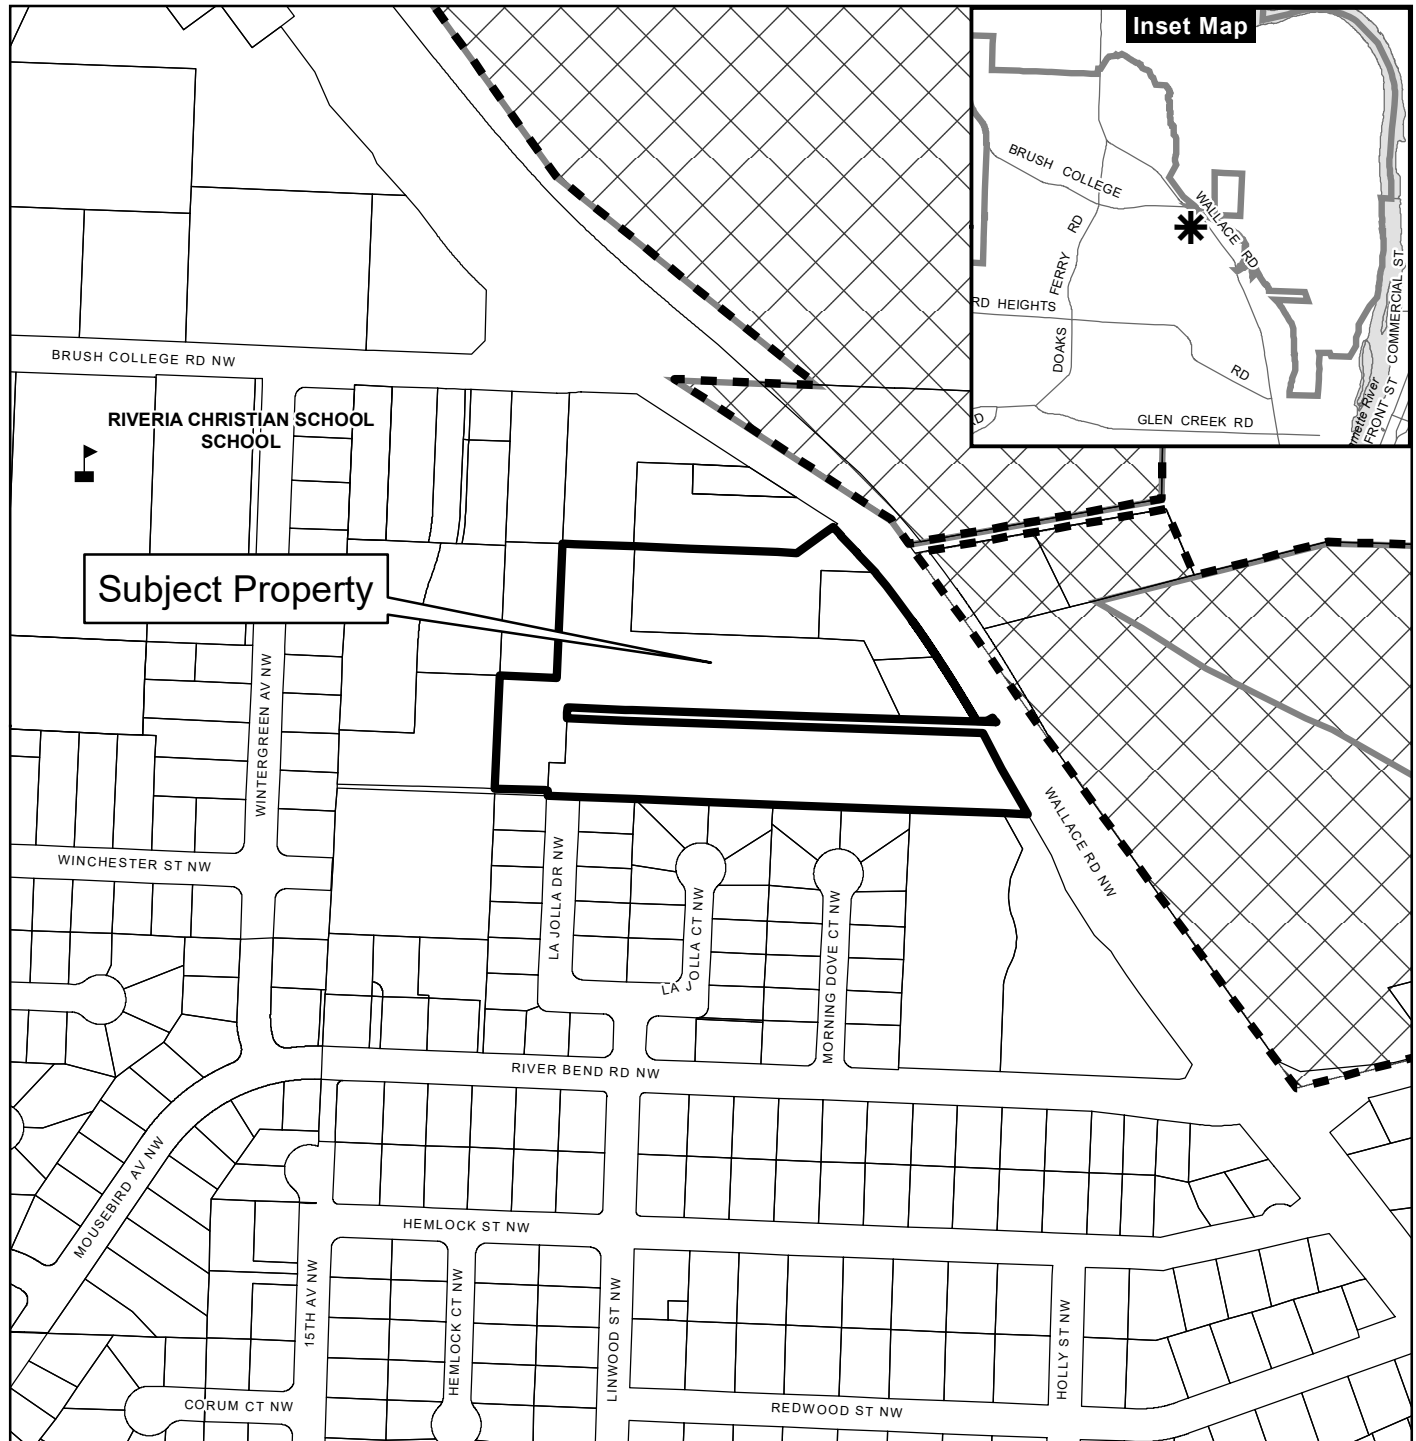 Inset Map
BRUSH COLLEGE
WALLACE RD
FERRY RD
DOAKS
RD HEIGHTS
RD
RD
GLEN CREEK RD
FRONT ST
COMMERCIAL ST
mette River
BRUSH COLLEGE RD NW
RIVERIA CHRISTIAN SCHOOL
SCHOOL
Subject Property
WINTERGREEN AV NW
WINCHESTER ST NW
WALLACE RD NW
LA JOLLA DR NW
LA JOLLA CT NW
MORNING DOVE CT NW
RIVER BEND RD NW
MOUSEBIRD AV NW
HEMLOCK ST NW
15TH AV NW
HEMLOCK CT NW
LINWOOD ST NW
HOLLY ST NW
CORUM CT NW
REDWOOD ST NW